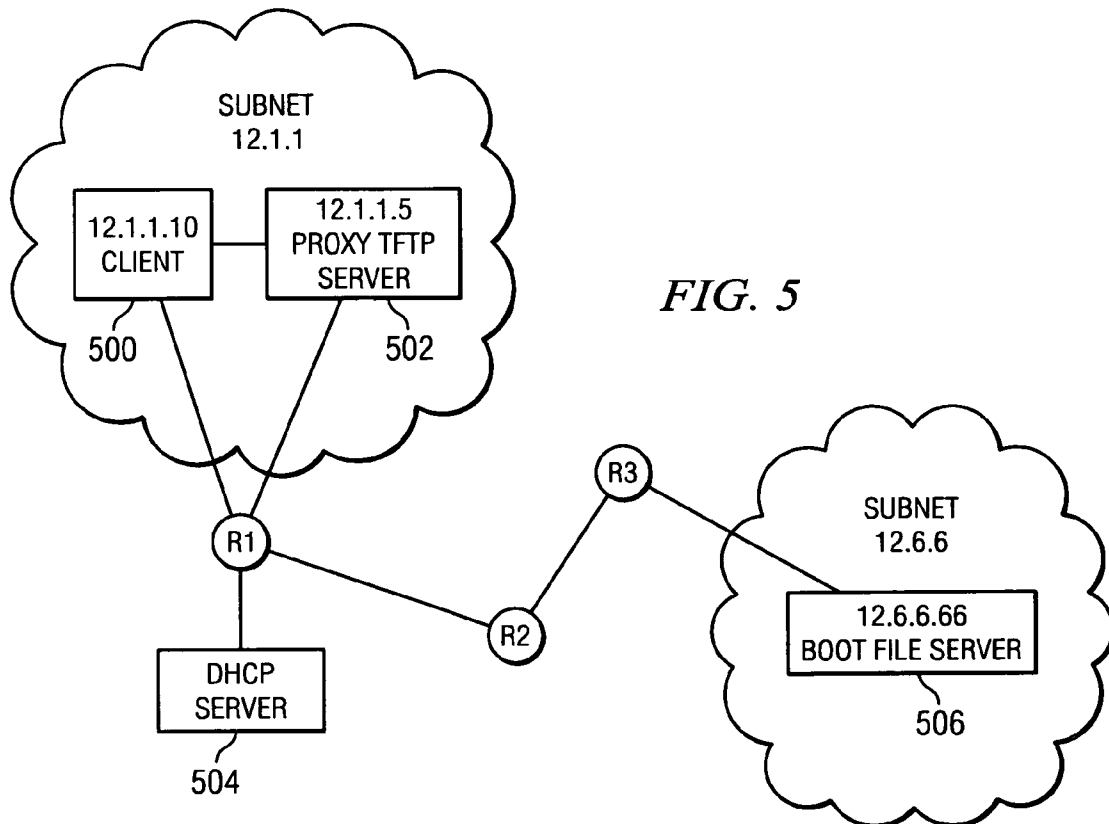 SUBNET
12.1.1
12.1.1.10
CLIENT
12.1.1.5
PROXY TFTP
SERVER
500
502
FIG. 5
R1
R2
R3
DHCP
SERVER
504
SUBNET
12.6.6
12.6.6.66
BOOT FILE SERVER
506